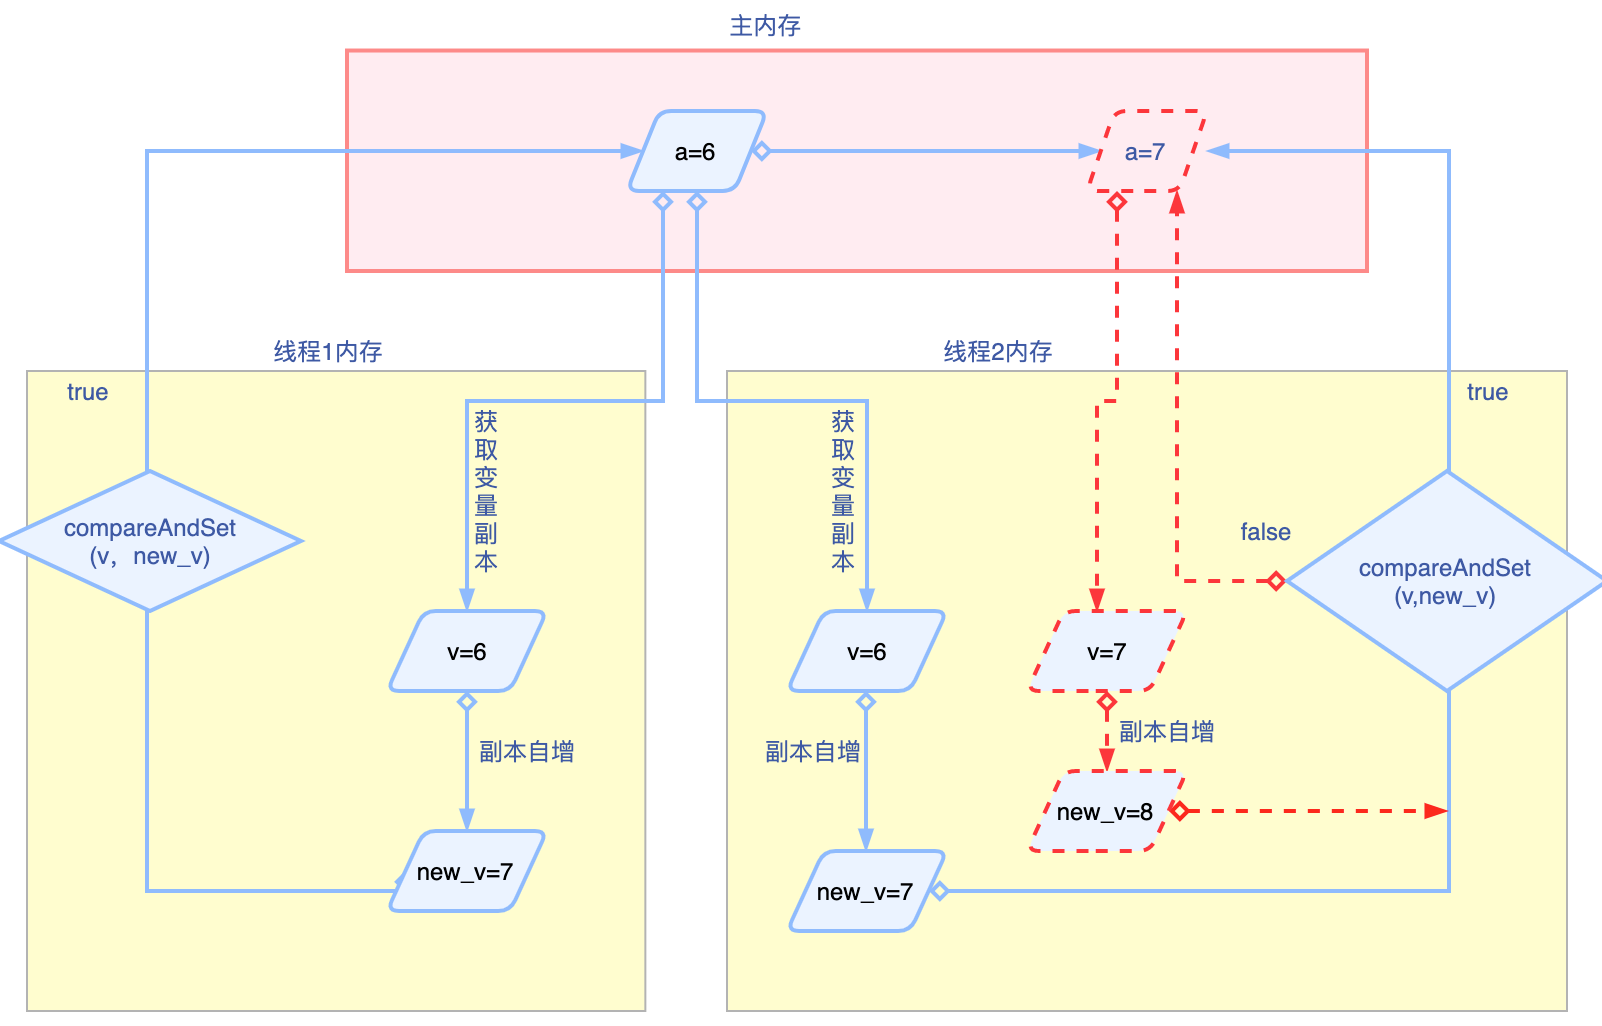 主内存
a=6
a=7
线程1内存
线程2内存
true
true
获取变量副本
获取变量副本
compareAndSet
(v，new_v)
false
compareAndSet
(v,new_v)
v=6
v=6
v=7
副本自增
副本自增
副本自增
new_v=8
new_v=7
new_v=7